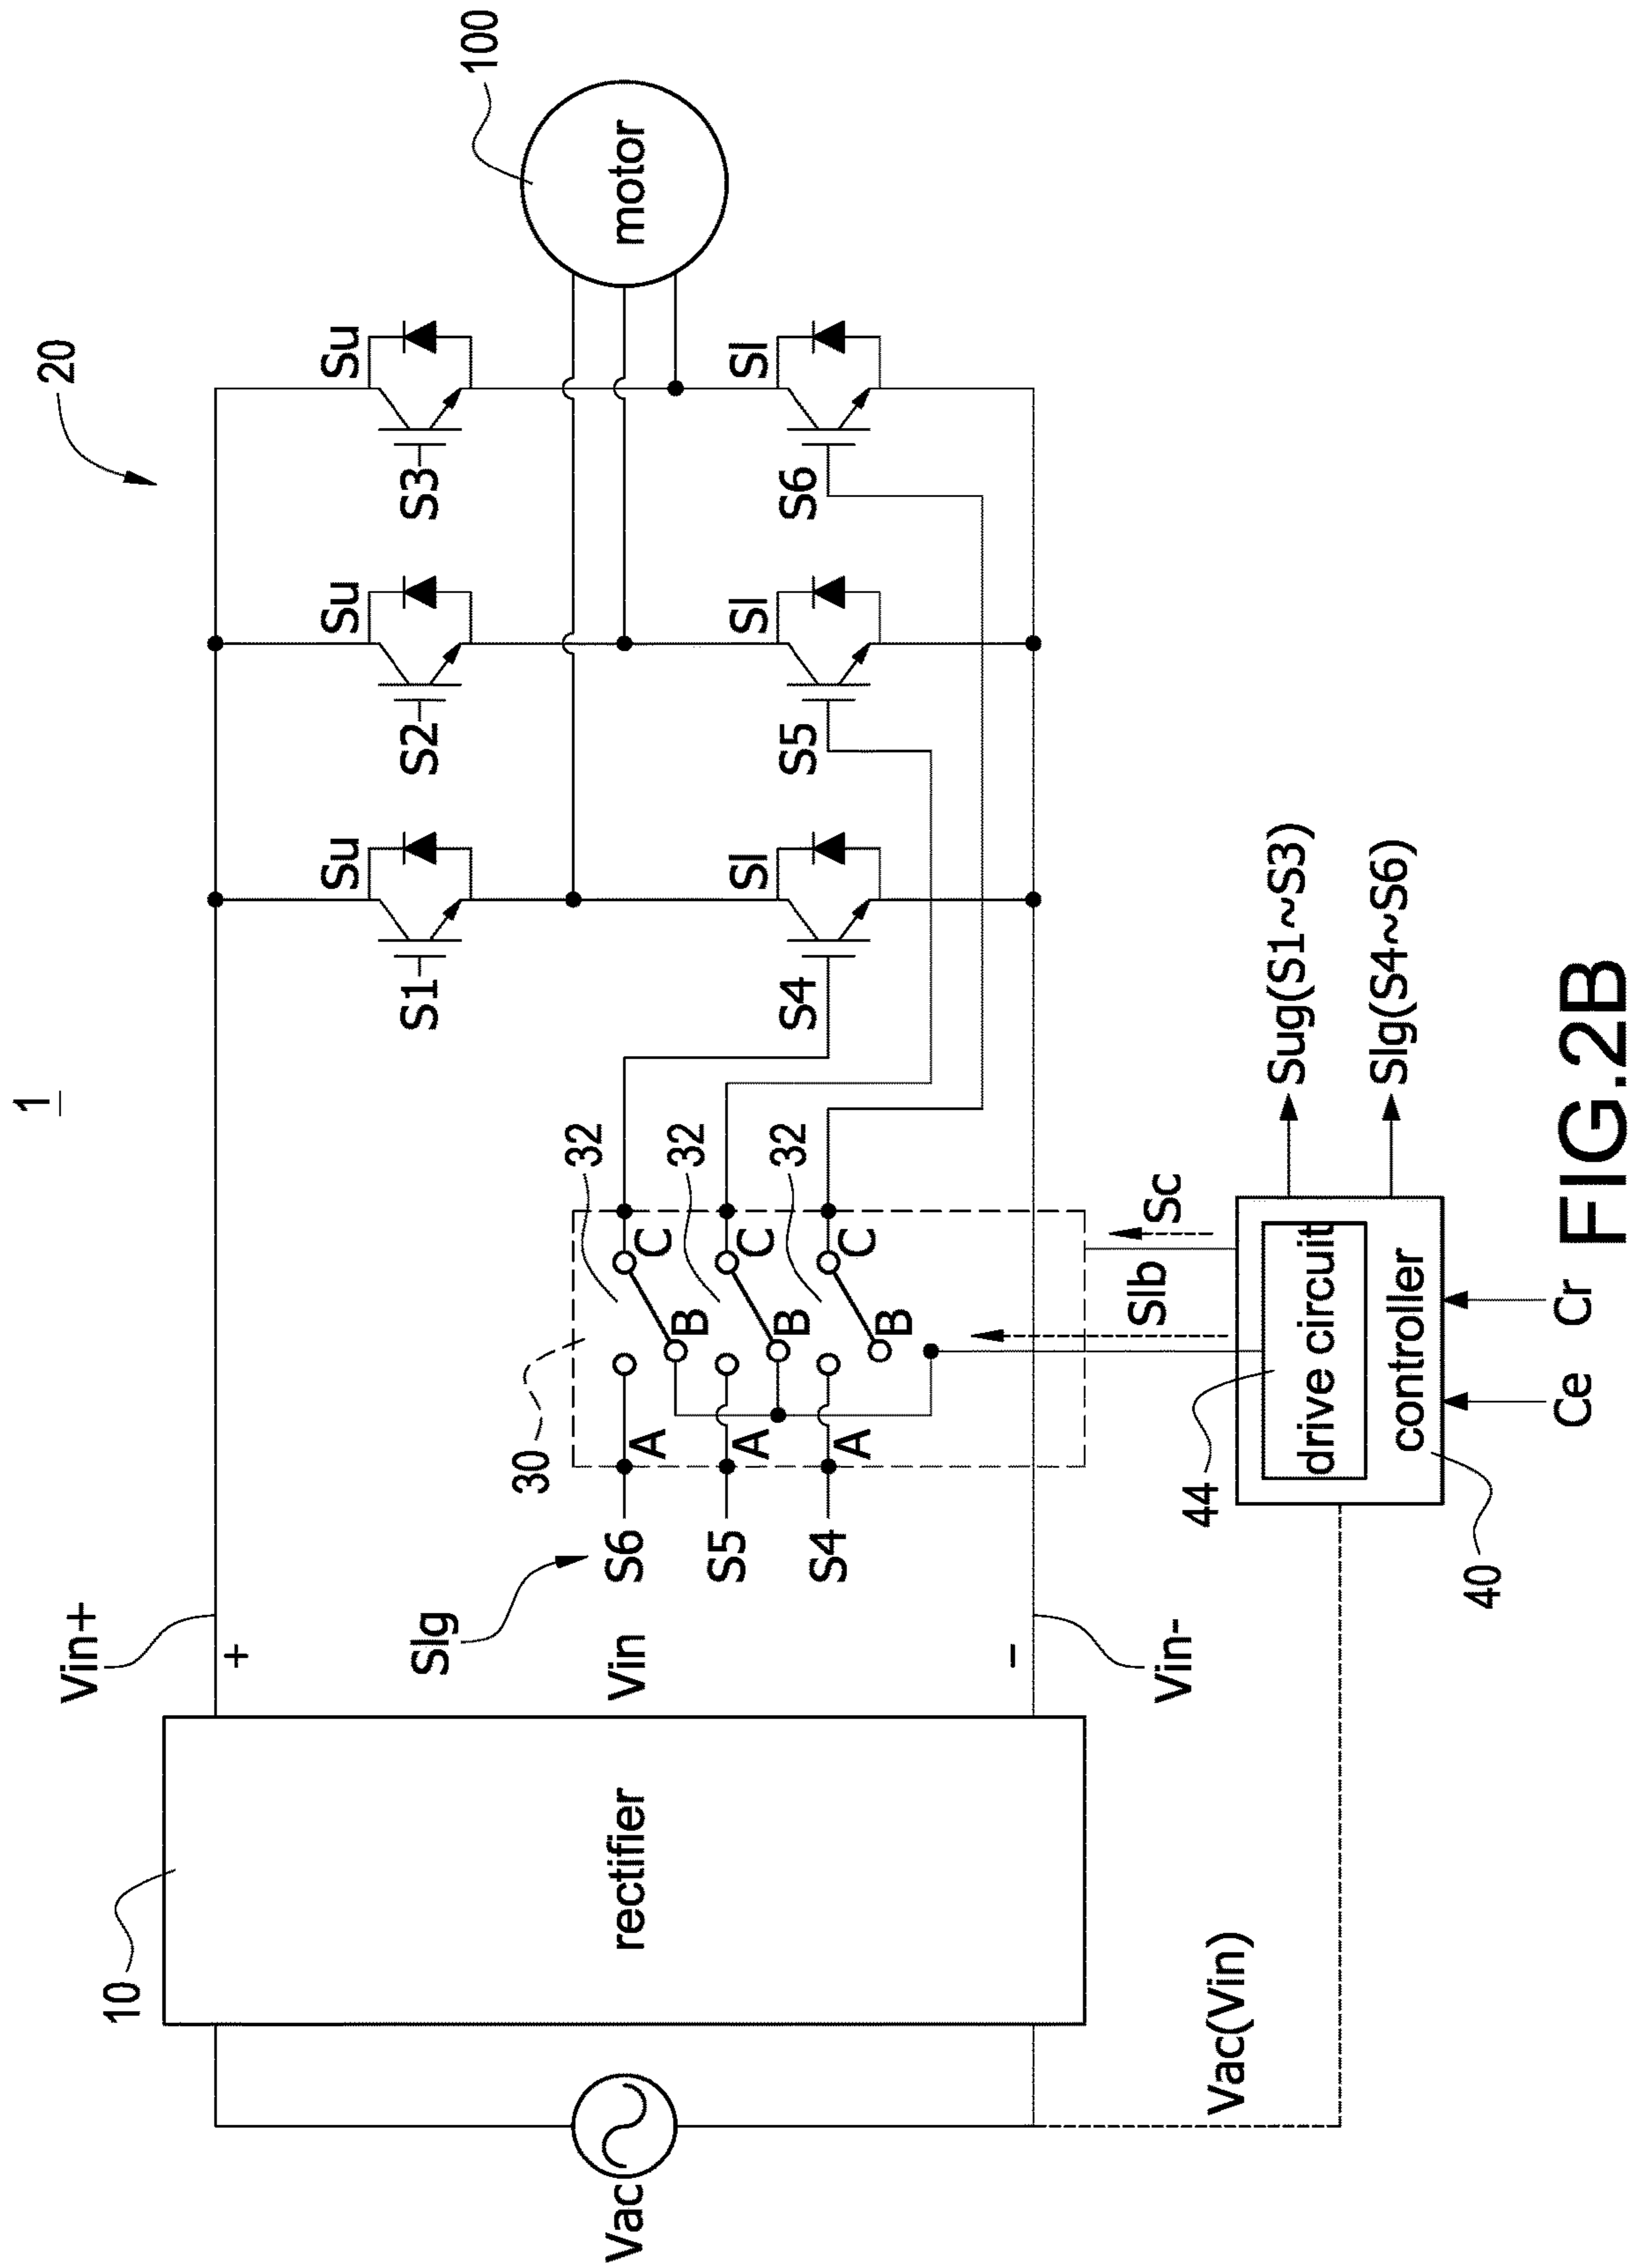 1
20
Vin+
+
Su
Su
Su
100
10
S1
S2
S3
Slg
Vin
rectifier
Vac
motor
30
32
32
32
S6
A
B
C
S5
A
B
C
S4
A
B
C
Sl
Sl
Sl
S4
S5
S6
−
Vin-
Slb
Sc
Vac(Vin)
44
drive circuit
controller
40
Sug(S1~S3)
Slg(S4~S6)
Ce
Cr
FIG.2B